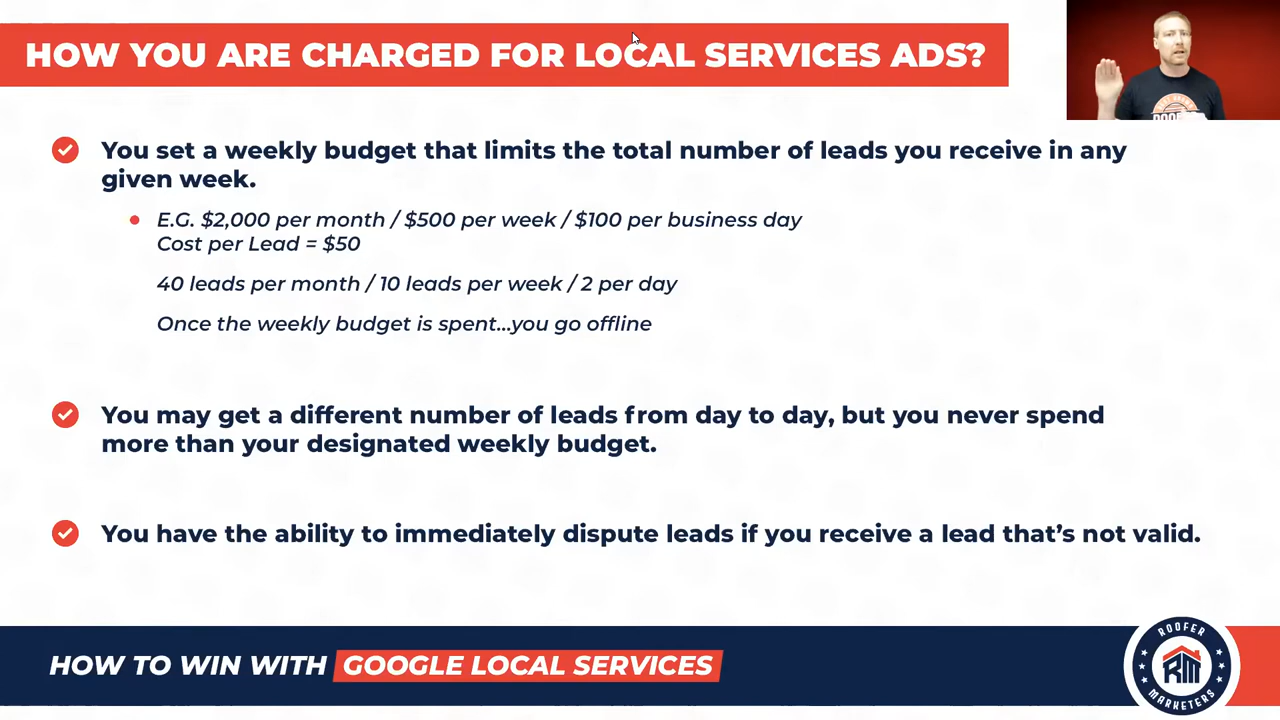 HOW YOU ARE CHARGED FOR LOCAL SERVICES ADS?
You set a weekly budget that limits the total number of leads you receive in any
given week.
E.G. $2,000 per month / $500 per week / $100 per business day
Cost per Lead = $50
40 leads per month / 10 leads per week / 2 per day
Once the weekly budget is spent...you go offline
You may get a different number of leads from day to day, but you never spend
more than your designated weekly budget.
You have the ability to immediately dispute leads if you receive a lead that's not valid.
HOW TO WIN WITH GOOGLE LOCAL SERVICES
ROOFER
RM
MARKETERS